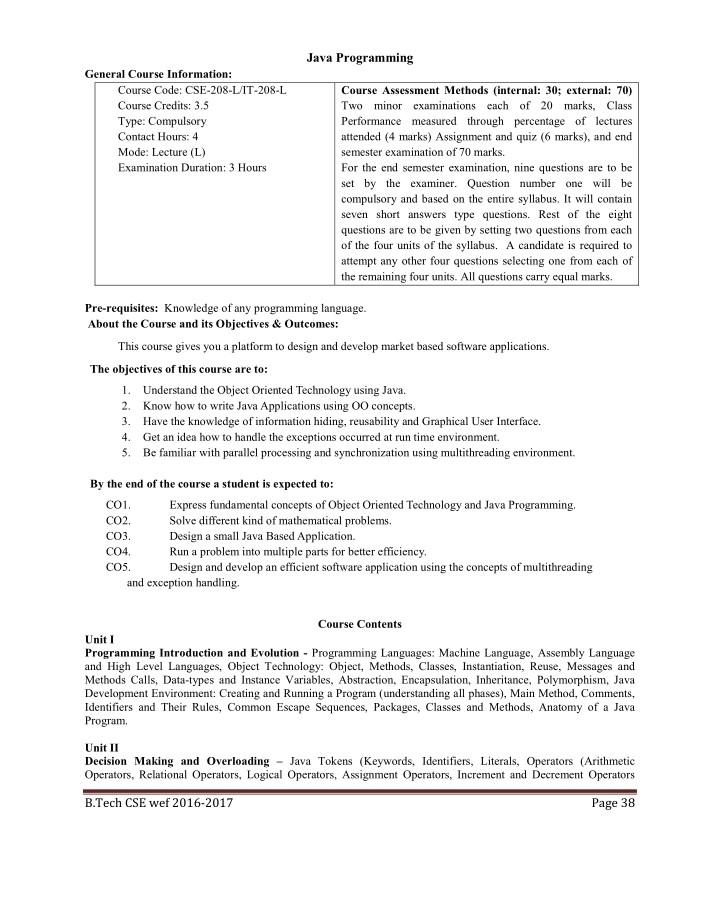 Java Programming
General Course Information:
Course Code: CSE-208-L/IT-208-L
Course Credits: 3.5
Type: Compulsory
Contact Hours: 4
Mode: Lecture (L)
Examination Duration: 3 Hours
Course Assessment Methods (internal: 30; external: 70)
Two minor examinations each of 20 marks, Class
Performance measured through percentage of lectures
attended (4 marks) Assignment and quiz (6 marks), and end
semester examination of 70 marks.
For the end semester examination, nine questions are to be
set by the examiner. Question number one will be
compulsory and based on the entire syllabus. It will contain
seven short answers type questions. Rest of the eight
questions are to be given by setting two questions from each
of the four units of the syllabus. A candidate is required to
attempt any other four questions selecting one from each of
the remaining four units. All questions carry equal marks.
Pre-requisites: Knowledge of any programming language.
About the Course and its Objectives & Outcomes:
This course gives you a platform to design and develop market based software applications.
The objectives of this course are to:
1. Understand the Object Oriented Technology using Java.
2. Know how to write Java Applications using OO concepts.
3. Have the knowledge of information hiding, reusability and Graphical User Interface.
4. Get an idea how to handle the exceptions occurred at run time environment.
5. Be familiar with parallel processing and synchronization using multithreading environment.
By the end of the course a student is expected to:
CO1. Express fundamental concepts of Object Oriented Technology and Java Programming.
CO2. Solve different kind of mathematical problems.
CO3. Design a small Java Based Application.
CO4. Run a problem into multiple parts for better efficiency.
CO5. Design and develop an efficient software application using the concepts of multithreading
and exception handling.
Course Contents
Unit I
Programming Introduction and Evolution - Programming Languages: Machine Language, Assembly Language
and High Level Languages, Object Technology: Object, Methods, Classes, Instantiation, Reuse, Messages and
Methods Calls, Data-types and Instance Variables, Abstraction, Encapsulation, Inheritance, Polymorphism, Java
Development Environment: Creating and Running a Program (understanding all phases), Main Method, Comments,
Identifiers and Their Rules, Common Escape Sequences, Packages, Classes and Methods, Anatomy of a Java
Program.
Unit II
Decision Making and Overloading – Java Tokens (Keywords, Identifiers, Literals, Operators (Arithmetic
Operators, Relational Operators, Logical Operators, Assignment Operators, Increment and Decrement Operators
B.Tech CSE wef 2016-2017 Page 38